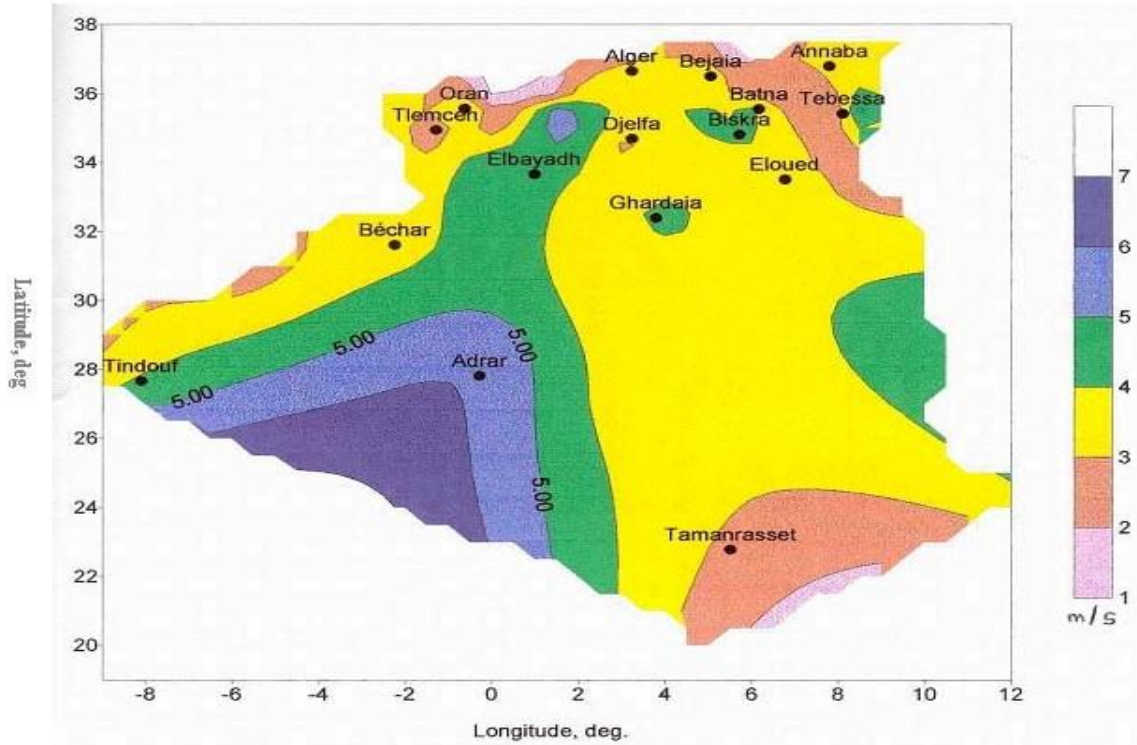 38
36
34
32
30
28
26
24
22
20
Latitude, deg
Alger
Bejaia
Annaba
Oran
Batna
Tebessa
Tlemcen
Djelfa
Biskra
Elbayadh
Eloued
Ghardaja
Béchar
5.00
5.00
Tindouf
Adrar
5.00
5.00
Tamanrasset
-8 -6 -4 -2 0 2 4 6 8 10 12
Longitude, deg.
7
6
5
4
3
2
1
m/s